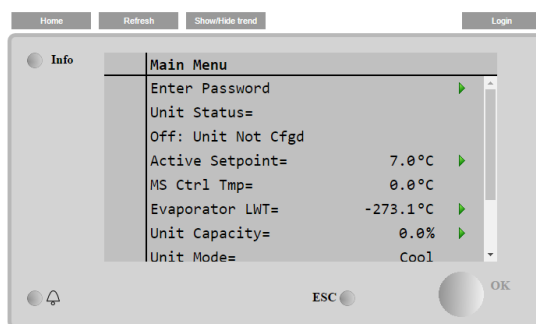 Home Refresh Show/Hide trend Login
Info
Main Menu
Enter Password
Unit Status=
Off: Unit Not Cfgd
Active Setpoint= 7.0°C
MS Ctrl Tmp= 0.0°C
Evaporator LWT= -273.1°C
Unit Capacity= 0.0%
Unit Mode= Cool
ESC OK